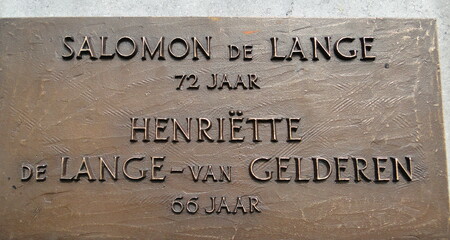 SALOMON DE LANGE
72 JAAR
HENRIËTTE
DE LANGE-VAN GELDEREN
66 JAAR